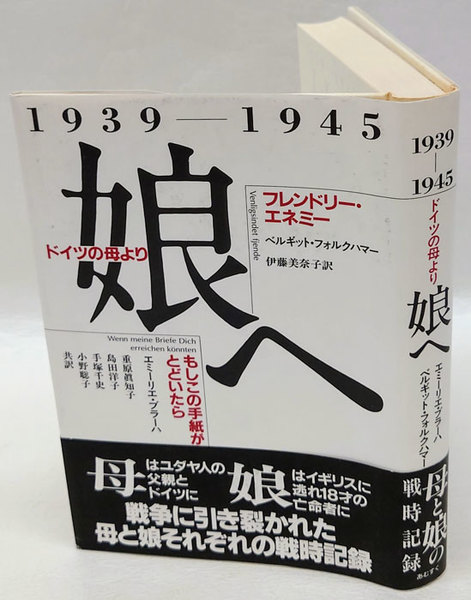 1939—1945
娘へ
ドイツの母より
フレンドリー・
エネミー
Venligsindet fjende
ベルギット・フォルクハマー
伊藤美奈子訳
Wenn meine Briefe Dich
erreichen könnten
もしこの手紙が
とどいたら
エミーリエ・ブラーハ
重原眞知子
島田洋子
手塚千史
小野聡子
共訳
母はユダヤ人の
父親と
ドイツに
娘はイギリスに
逃れ18才の
亡命者に
戦争に引き裂かれた
母と娘それぞれの戦時記録
1939
—
1945
ドイツの母より
娘へ
エミーリエ・ブラーハ
ベルギット・フォルクハマー
母と娘の
戦時記録
あむすく